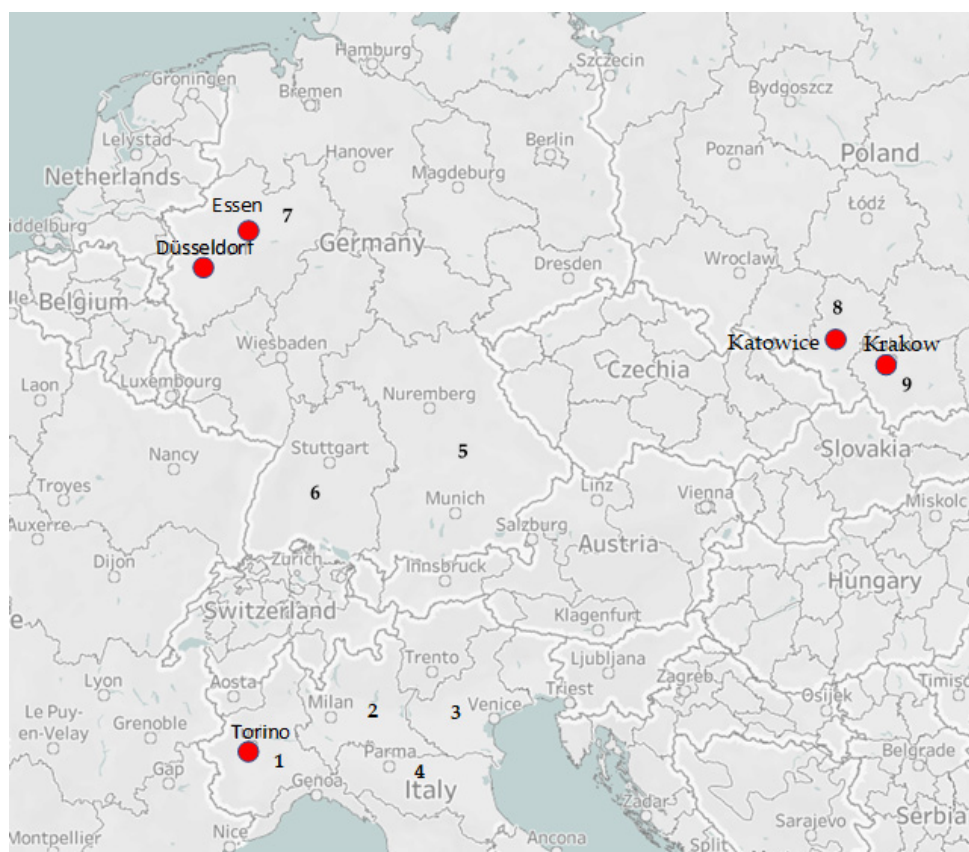 Hamburg
Szczecin
Groningen
Bremen
Bydgoszcz
Lelystad
Berlin
Netherlands
Hanover
Magdeburg
Poznań
Poland
Essen
7
iddelburg
Düsseldorf
Germany
Łódź
Dresden
Wroclaw
Belgium
8
Wiesbaden
Katowice
Krakow
Laon
Luxembourg
Czechia
9
Nuremberg
Nancy
Stuttgart
5
Slovakia
Troyes
6
Munich
Linz
Vienna
Miskolc
Auxerre
Salzburg
Dijon
Zurich
Innsbruck
Austria
Hungary
Switzerland
Klagenfurt
e
Trento
Ljubljana
Lyon
Aosta
Zagreb
Timiso
Le Puy-
en-Velay
Grenoble
Milan
2
3
Venice
Triest
Osijek
Torino
1
Parma
4
Belgrade
Gap
Genoa
Italy
Zadar
Serbia
Montpellier
Nice
Ancona
Sarajevo
Split